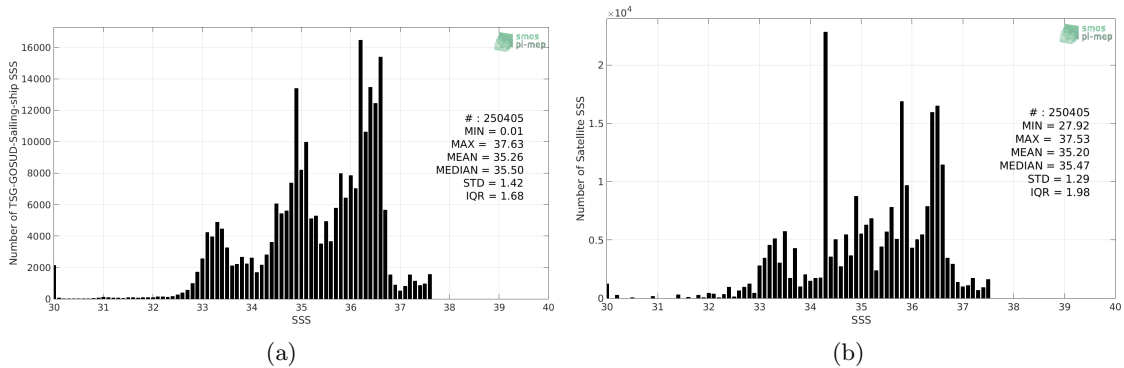 16000
14000
12000
10000
8000
6000
4000
2000
0
30 31 32 33 34 35 36 37 38 39 40
SSS
Number of TSG-GOSUD-Sailing-ship SSS
smos
pi-mep
# : 250405
MIN = 0.01
MAX = 37.63
MEAN = 35.26
MEDIAN = 35.50
STD = 1.42
IQR = 1.68
(a)
×10⁴
2
1.5
1
0.5
0
30 31 32 33 34 35 36 37 38 39 40
SSS
Number of Satellite SSS
smos
pi-mep
# : 250405
MIN = 27.92
MAX = 37.53
MEAN = 35.20
MEDIAN = 35.47
STD = 1.29
IQR = 1.98
(b)